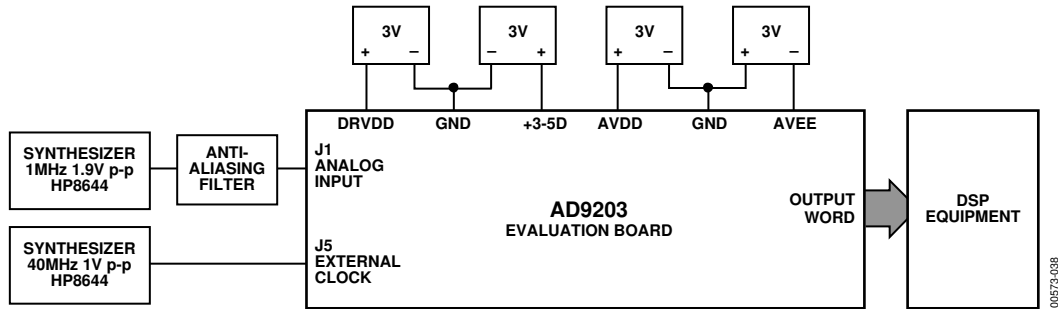 3V
+ –
3V
– +
3V
+ –
3V
+ –
DRVDD
GND
+3-5D
AVDD
GND
AVEE
SYNTHESIZER
1MHz 1.9V p-p
HP8644
ANTI-
ALIASING
FILTER
J1
ANALOG
INPUT
AD9203
EVALUATION BOARD
OUTPUT
WORD
DSP
EQUIPMENT
SYNTHESIZER
40MHz 1V p-p
HP8644
J5
EXTERNAL
CLOCK
00573-038